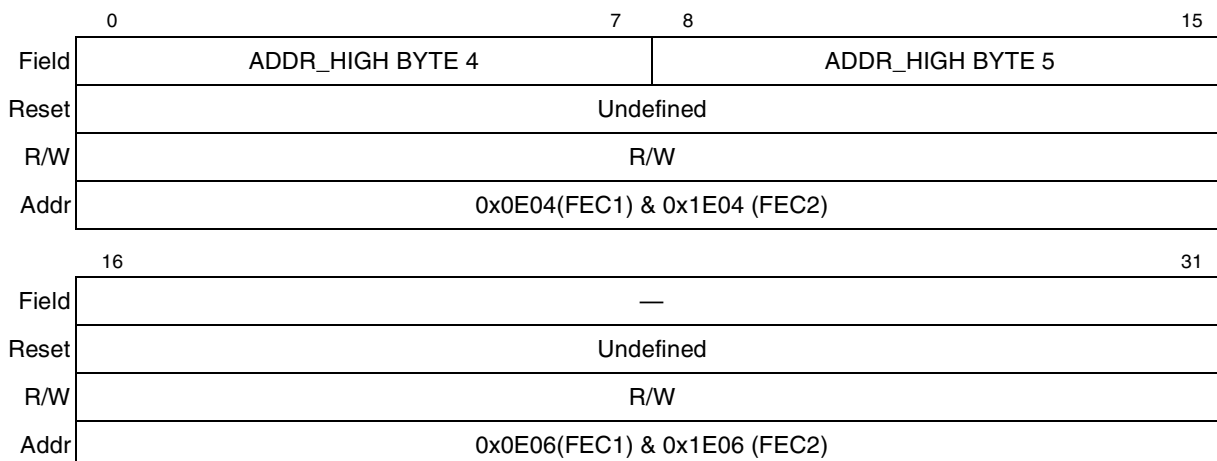 0 7 8 15
Field ADDR_HIGH BYTE 4 ADDR_HIGH BYTE 5
Reset Undefined
R/W R/W
Addr 0x0E04(FEC1) & 0x1E04 (FEC2)
16 31
Field —
Reset Undefined
R/W R/W
Addr 0x0E06(FEC1) & 0x1E06 (FEC2)